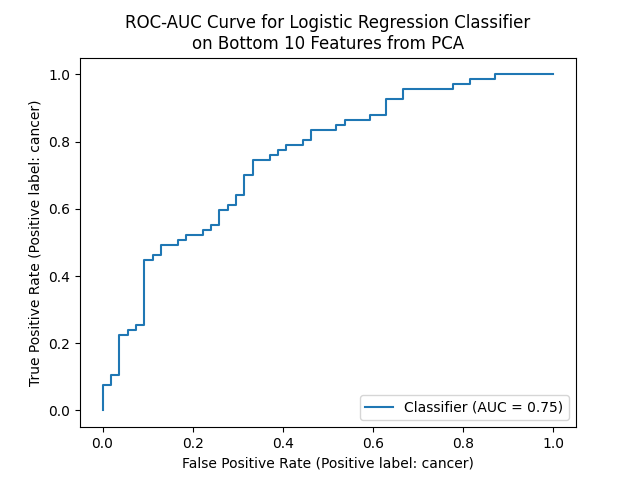 ROC-AUC Curve for Logistic Regression Classifier
on Bottom 10 Features from PCA
True Positive Rate (Positive label: cancer)
1.0
0.8
0.6
0.4
0.2
0.0
Classifier (AUC = 0.75)
0.0 0.2 0.4 0.6 0.8 1.0
False Positive Rate (Positive label: cancer)